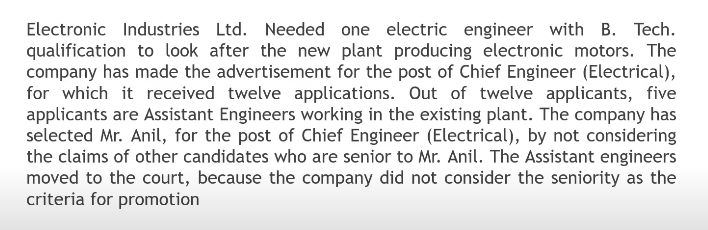 Electronic Industries Ltd. Needed one electric engineer with B. Tech.
qualification to look after the new plant producing electronic motors. The
company has made the advertisement for the post of Chief Engineer (Electrical),
for which it received twelve applications. Out of twelve applicants, five
applicants are Assistant Engineers working in the existing plant. The company has
selected Mr. Anil, for the post of Chief Engineer (Electrical), by not considering
the claims of other candidates who are senior to Mr. Anil. The Assistant engineers
moved to the court, because the company did not consider the seniority as the
criteria for promotion